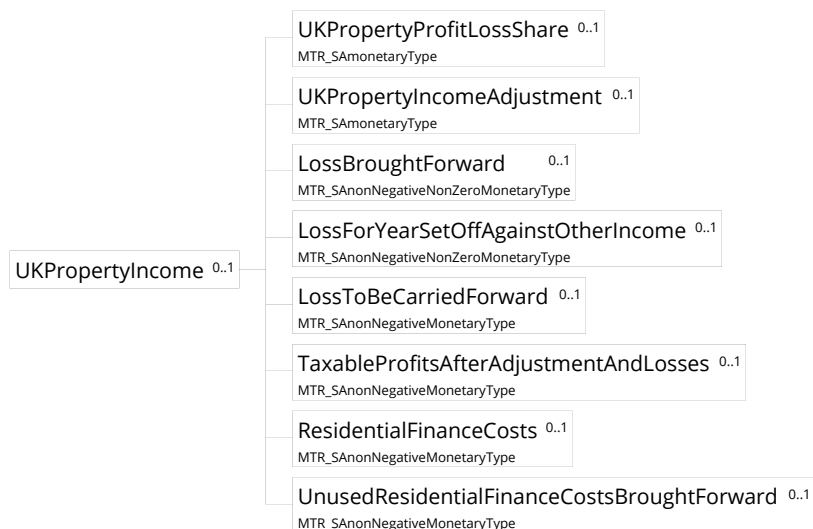 UKPropertyProfitLossShare 0..1
MTR_SAmonetaryType
UKPropertyIncomeAdjustment 0..1
MTR_SAmonetaryType
LossBroughtForward 0..1
MTR_SAnonNegativeNonZeroMonetaryType
LossForYearSetOffAgainstOtherIncome 0..1
MTR_SAnonNegativeNonZeroMonetaryType
UKPropertyIncome 0..1
LossToBeCarriedForward 0..1
MTR_SAnonNegativeMonetaryType
TaxableProfitsAfterAdjustmentAndLosses 0..1
MTR_SAnonNegativeMonetaryType
ResidentialFinanceCosts 0..1
MTR_SAnonNegativeMonetaryType
UnusedResidentialFinanceCostsBroughtForward 0..1
MTR_SAnonNegativeMonetaryType